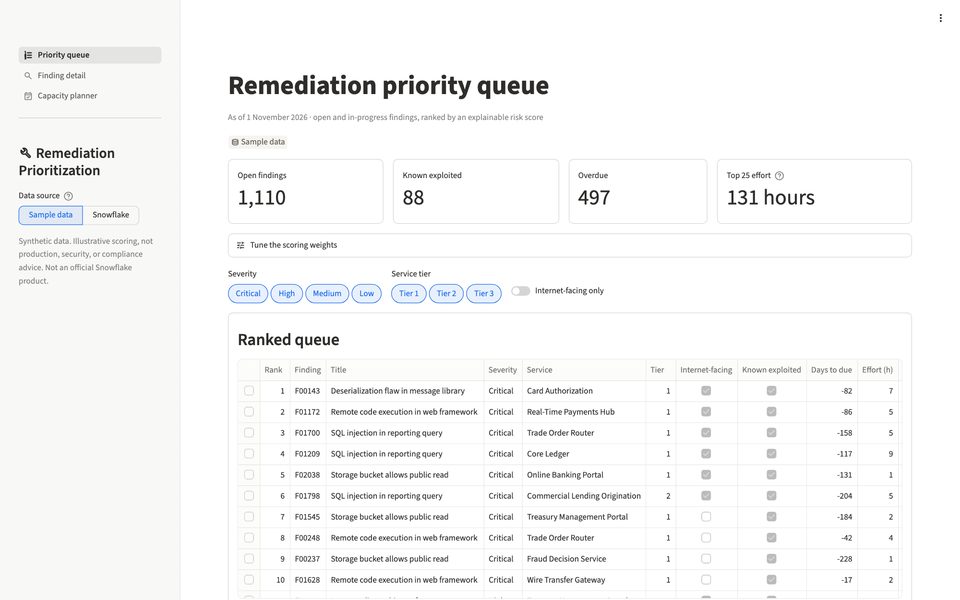 Priority queue
Finding detail
Capacity planner
Remediation
Prioritization
Data source
Sample data Snowflake
Synthetic data. Illustrative scoring, not
production, security, or compliance
advice. Not an official Snowflake
product.
Remediation priority queue
As of 1 November 2026 · open and in-progress findings, ranked by an explainable risk score
Sample data
Open findings Known exploited Overdue Top 25 effort
1,110 88 497 131 hours
Tune the scoring weights
Severity Service tier
Critical High Medium Low Tier 1 Tier 2 Tier 3 Internet-facing only
Ranked queue
Rank Finding Title Severity Service Tier Internet-facing Known exploited Days to due Effort (h)
1 F00143 Deserialization flaw in message library Critical Card Authorization 1 -82 7
2 F01172 Remote code execution in web framework Critical Real-Time Payments Hub 1 -86 5
3 F01700 SQL injection in reporting query Critical Trade Order Router 1 -158 5
4 F01209 SQL injection in reporting query Critical Core Ledger 1 -117 9
5 F02038 Storage bucket allows public read Critical Online Banking Portal 1 -131 1
6 F01798 SQL injection in reporting query Critical Commercial Lending Origination 2 -204 5
7 F01545 Storage bucket allows public read Critical Treasury Management Portal 1 -184 2
8 F00248 Remote code execution in web framework Critical Trade Order Router 1 -42 4
9 F00237 Storage bucket allows public read Critical Fraud Decision Service 1 -228 1
10 F01628 Remote code execution in web framework Critical Wire Transfer Gateway 1 -17 2